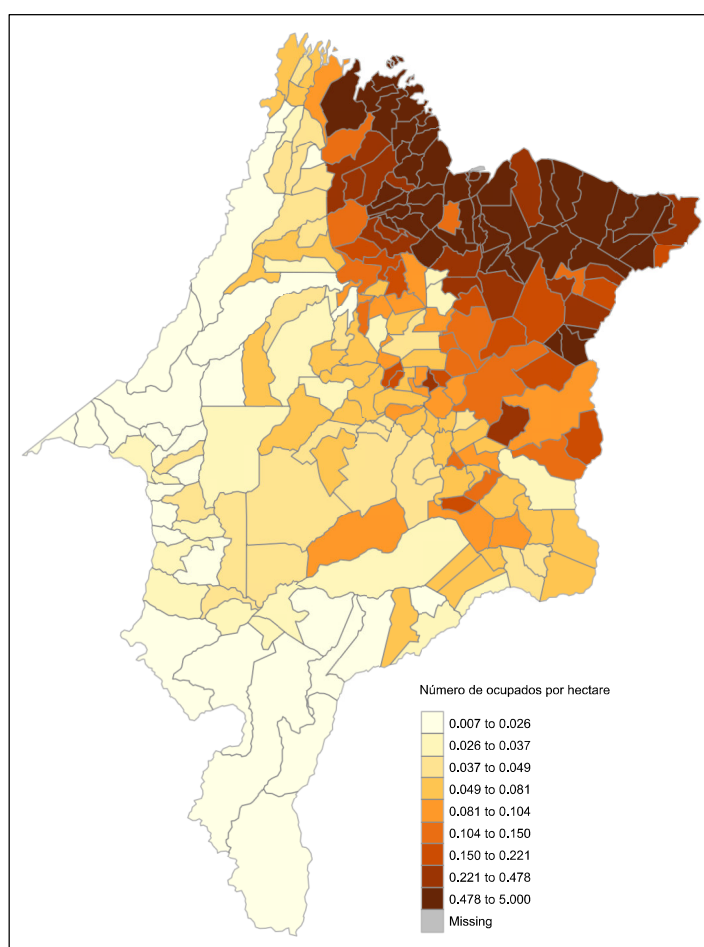 Número de ocupados por hectare
0.007 to 0.026
0.026 to 0.037
0.037 to 0.049
0.049 to 0.081
0.081 to 0.104
0.104 to 0.150
0.150 to 0.221
0.221 to 0.478
0.478 to 5.000
Missing